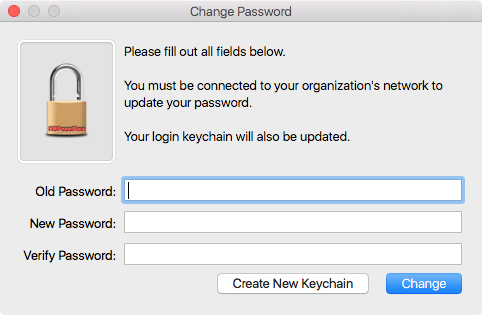 Change Password
Please fill out all fields below.
You must be connected to your organization's network to
update your password.
Your login keychain will also be updated.
ADPassMon
Old Password:
New Password:
Verify Password:
Create New Keychain
Change